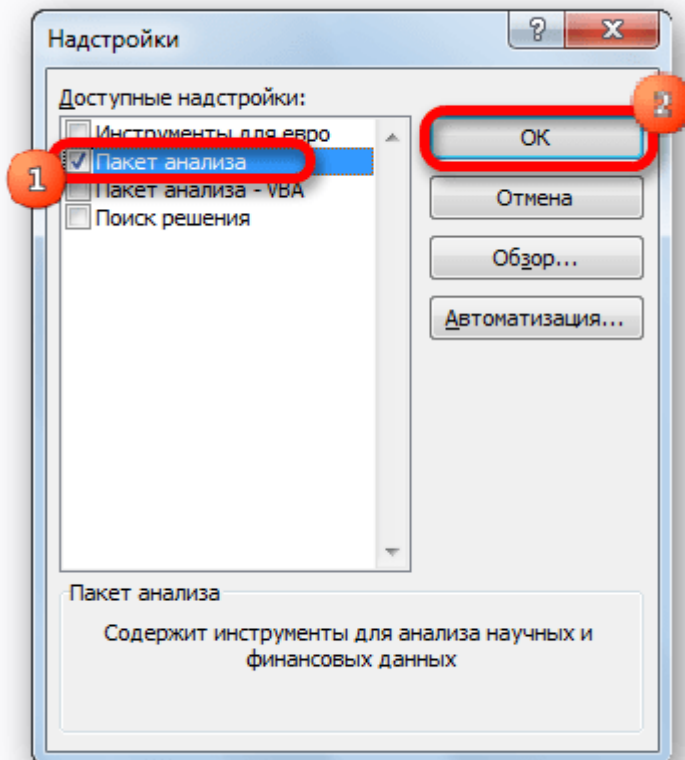 Надстройки
?
Доступные надстройки:
Инструменты для евро
Пакет анализа
Пакет анализа - VBA
Поиск решения
1
2
ОК
Отмена
Обзор...
Автоматизация...
Пакет анализа
Содержит инструменты для анализа научных и
финансовых данных